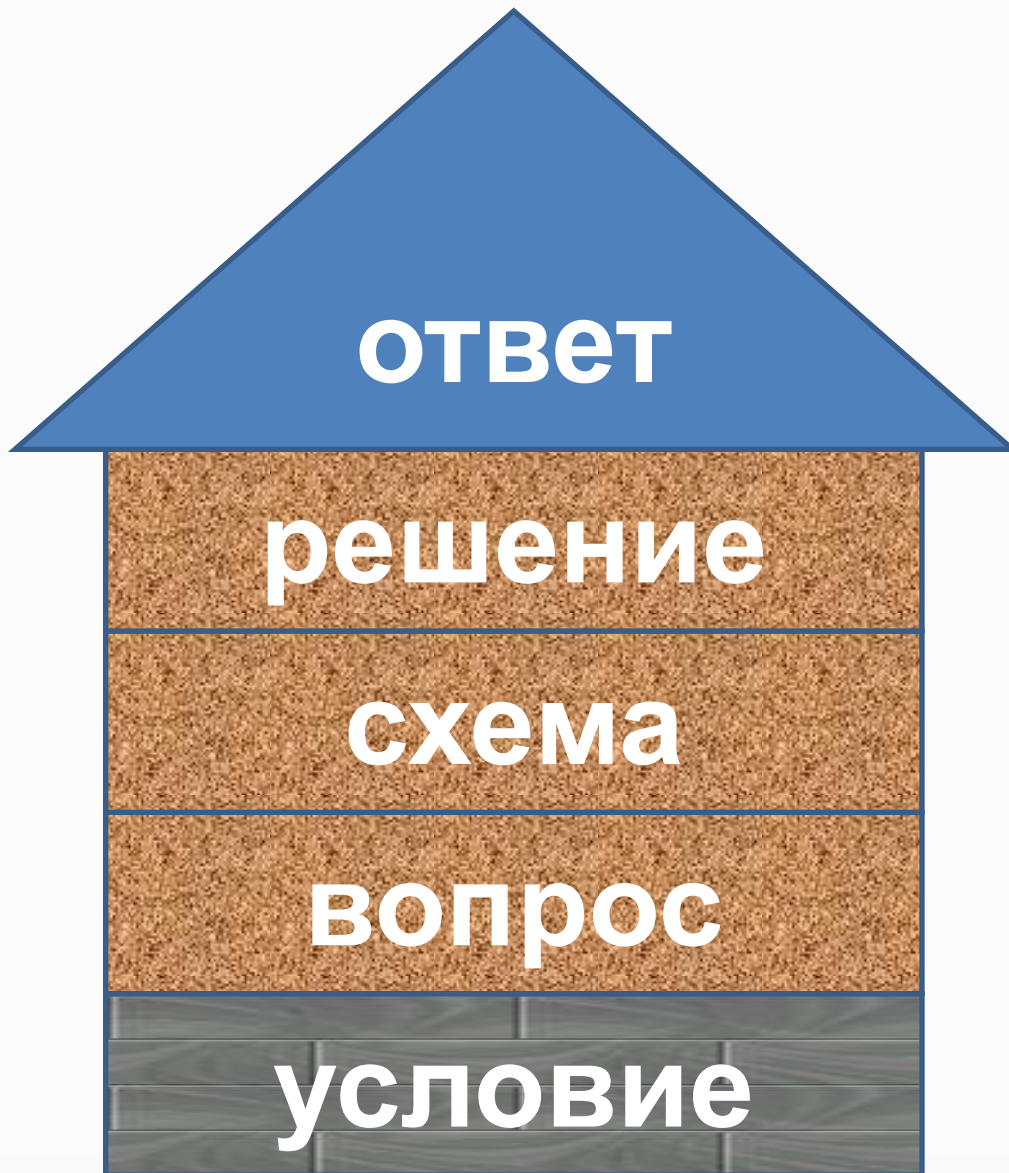 ответ
решение
схема
вопрос
условие